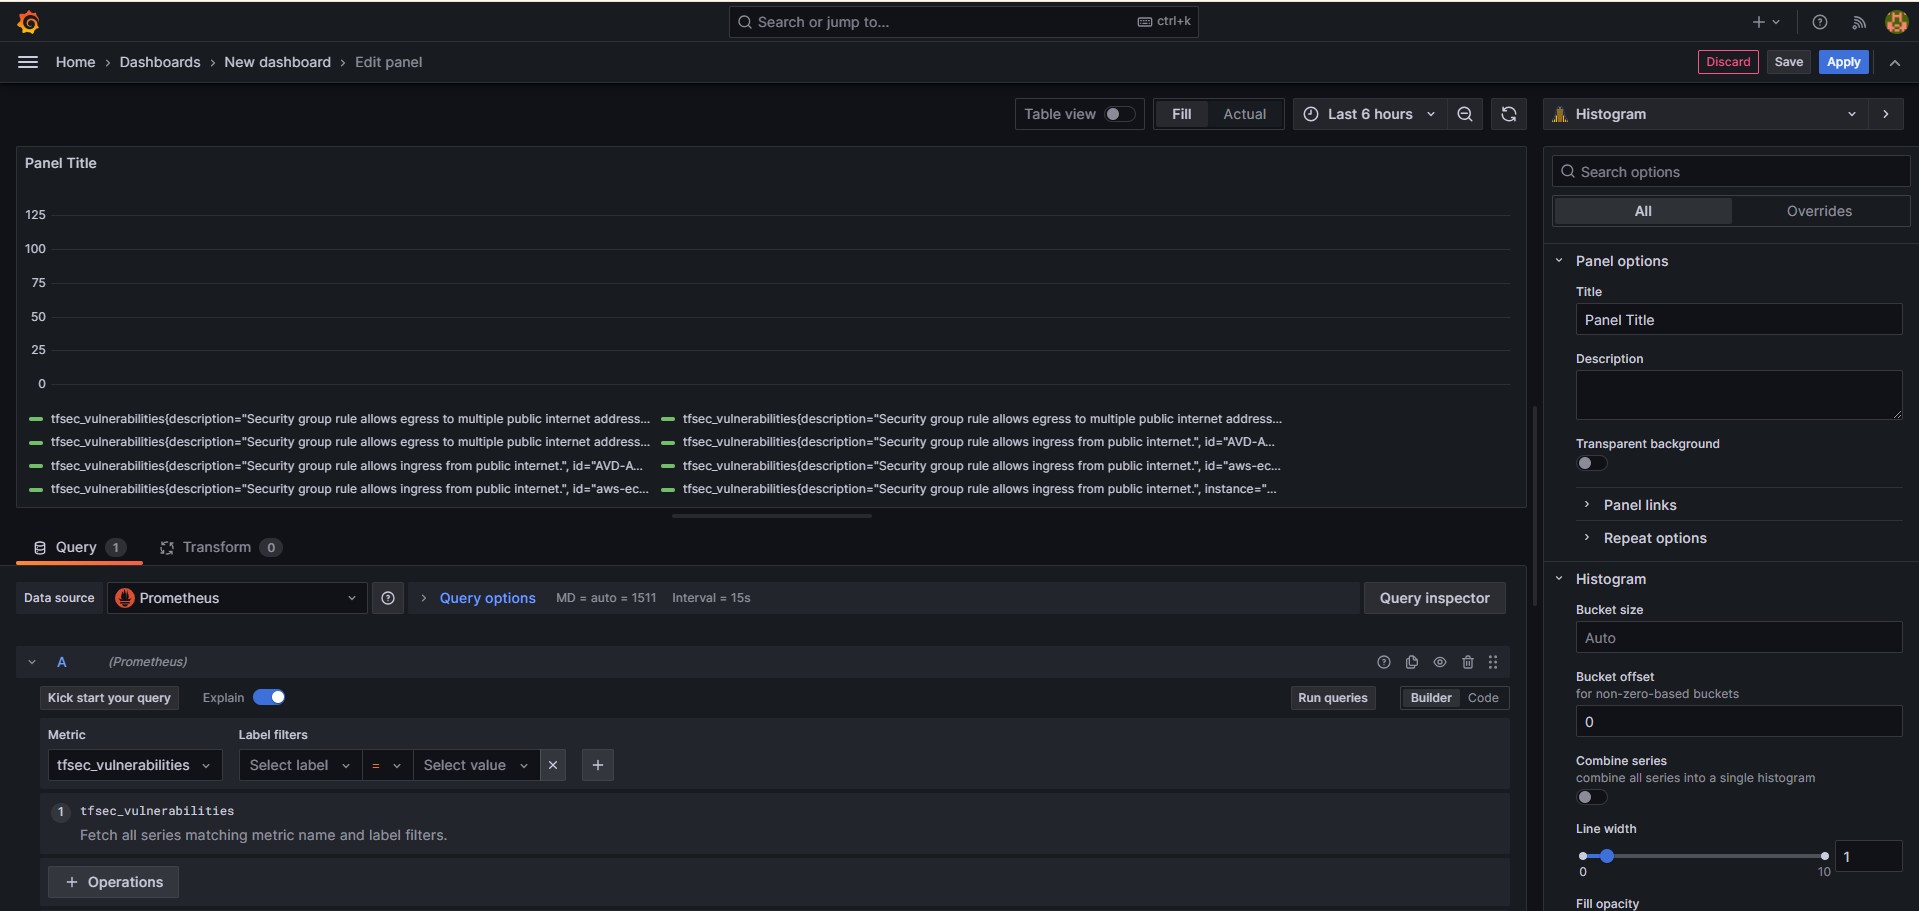 Search or jump to...
ctrl+k
Home › Dashboards › New dashboard › Edit panel
Discard
Save
Apply
Table view
Fill
Actual
Last 6 hours
Histogram
Panel Title
125
100
75
50
25
0
tfsec_vulnerabilities{description="Security group rule allows egress to multiple public internet address...
tfsec_vulnerabilities{description="Security group rule allows egress to multiple public internet address...
tfsec_vulnerabilities{description="Security group rule allows egress to multiple public internet address...
tfsec_vulnerabilities{description="Security group rule allows ingress from public internet.", id="AVD-A...
tfsec_vulnerabilities{description="Security group rule allows ingress from public internet.", id="AVD-A...
tfsec_vulnerabilities{description="Security group rule allows ingress from public internet.", id="aws-ec...
tfsec_vulnerabilities{description="Security group rule allows ingress from public internet.", id="aws-ec...
tfsec_vulnerabilities{description="Security group rule allows ingress from public internet.", instance="...
Query 1
Transform 0
Data source
Prometheus
Query options
MD = auto = 1511
Interval = 15s
Query inspector
A
(Prometheus)
Kick start your query
Explain
Run queries
Builder
Code
Metric
Label filters
tfsec_vulnerabilities
Select label
=
Select value
1 tfsec_vulnerabilities
Fetch all series matching metric name and label filters.
+ Operations
Search options
All
Overrides
Panel options
Title
Panel Title
Description
Transparent background
Panel links
Repeat options
Histogram
Bucket size
Auto
Bucket offset
for non-zero-based buckets
0
Combine series
combine all series into a single histogram
Line width
1
0
10
Fill opacity